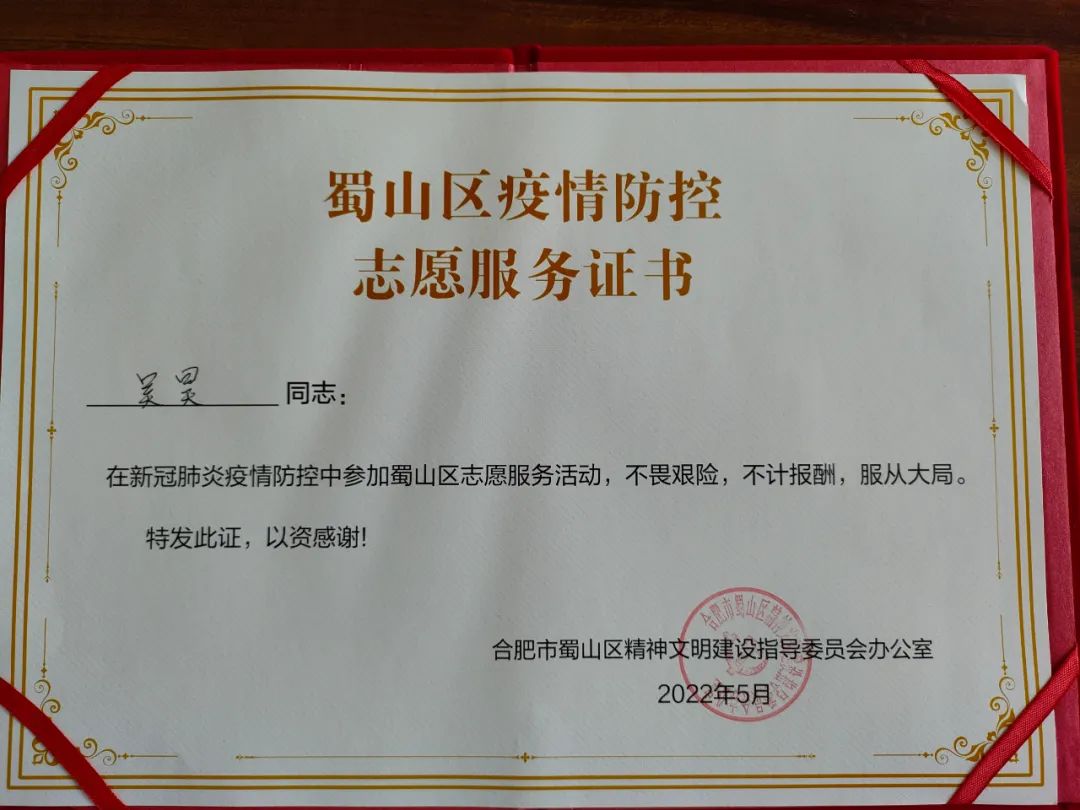 蜀山区疫情防控
志愿服务证书
吴昊 同志：
在新冠肺炎疫情防控中参加蜀山区志愿服务活动，不畏艰险，不计报酬，服从大局。
特发此证，以资感谢！
合肥市蜀山区精神文明建设指导委员会办公室
2022年5月